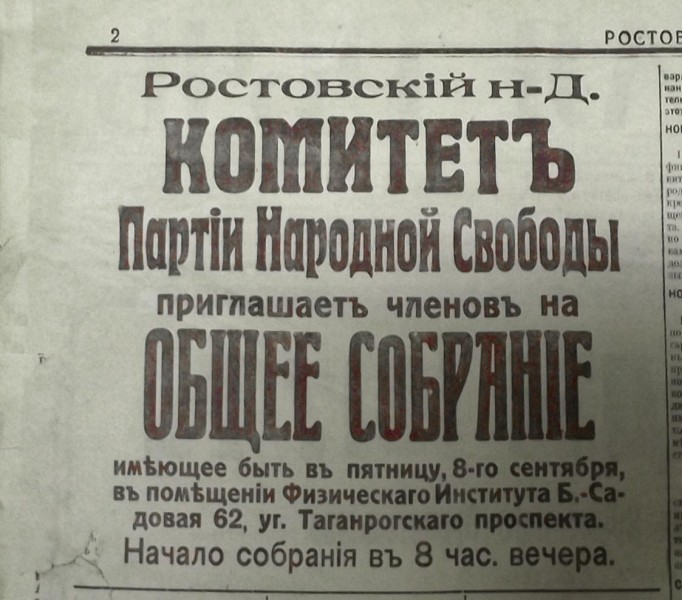 2
РОСТОВ
Ростовскій н-Д.
КОМИТЕТЪ
Партіи Народной Свободы
приглашаетъ членовъ на
ОБЩЕЕ СОБРАНІЕ
имѣющее быть въ пятницу, 8-го сентября,
въ помѣщеніи Физическаго Института Б.-Са-
довая 62, уг. Таганрогскаго проспекта.
Начало собранія въ 8 час. вечера.